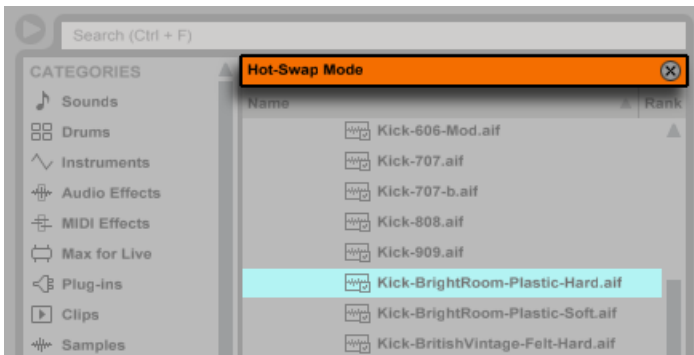 Search (Ctrl + F)
CATEGORIES
Sounds
Drums
Instruments
Audio Effects
MIDI Effects
Max for Live
Plug-ins
Clips
Samples
Hot-Swap Mode
Name Rank
Kick-606-Mod.aif
Kick-707.aif
Kick-707-b.aif
Kick-808.aif
Kick-909.aif
Kick-BrightRoom-Plastic-Hard.aif
Kick-BrightRoom-Plastic-Soft.aif
Kick-BritishVintage-Felt-Hard.aif